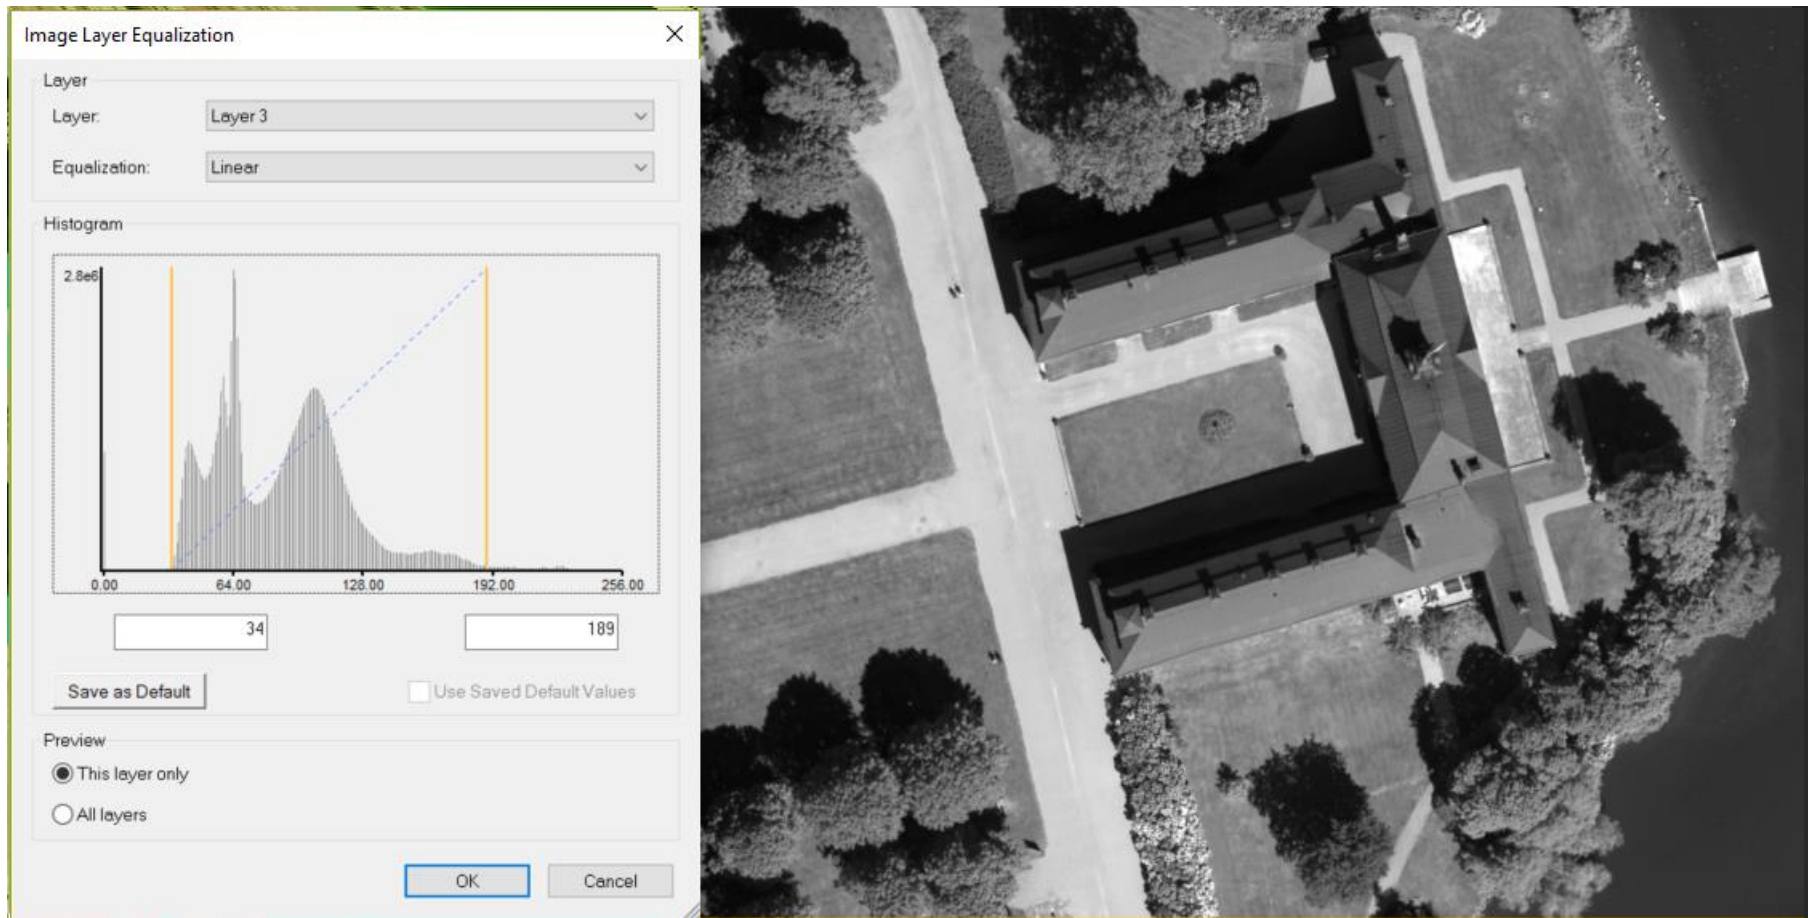 Image Layer Equalization
Layer
Layer: Layer 3
Equalization: Linear
Histogram
2.8e6
0.00 64.00 128.00 192.00 256.00
34 189
Save as Default Use Saved Default Values
Preview
This layer only
All layers
OK Cancel